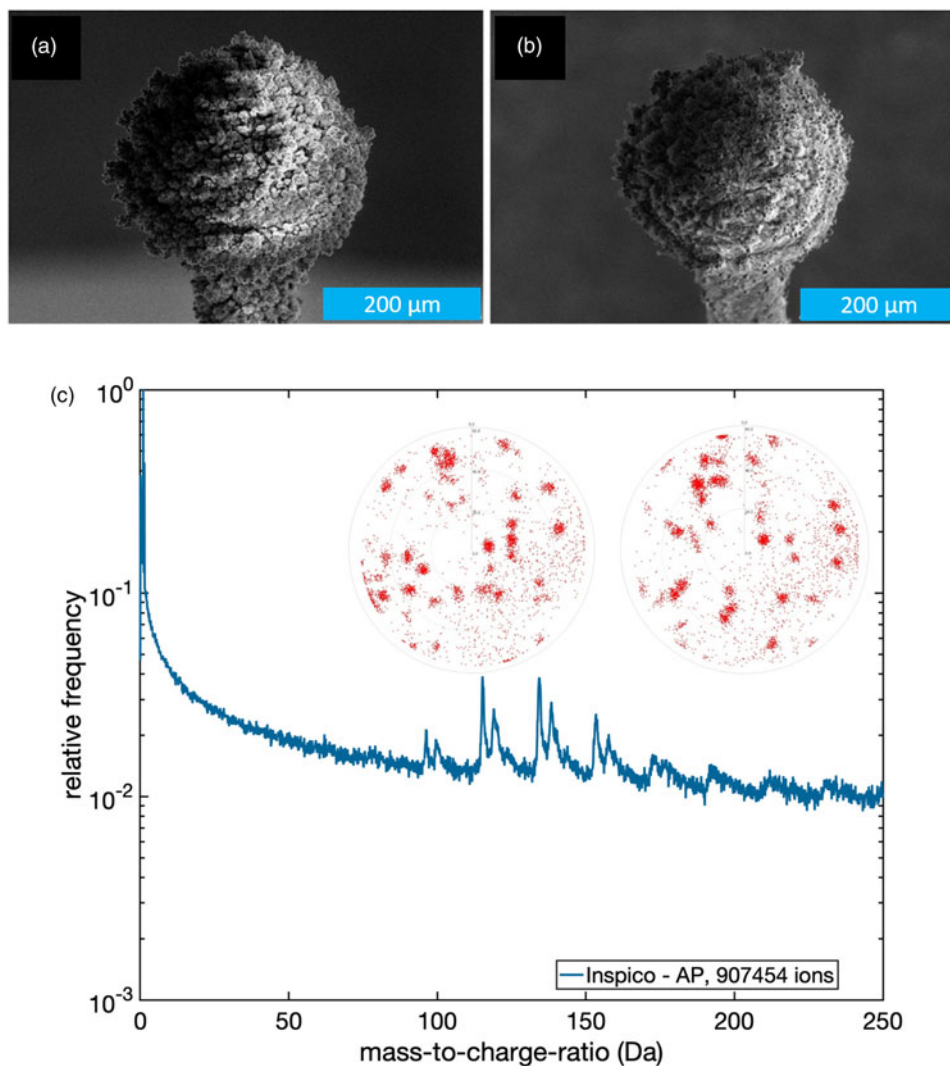 (a)
(b)
200 µm
200 µm
(c)
10⁰
10⁻¹
10⁻²
10⁻³
relative frequency
0 50 100 150 200 250
mass-to-charge-ratio (Da)
Inspico - AP, 907454 ions